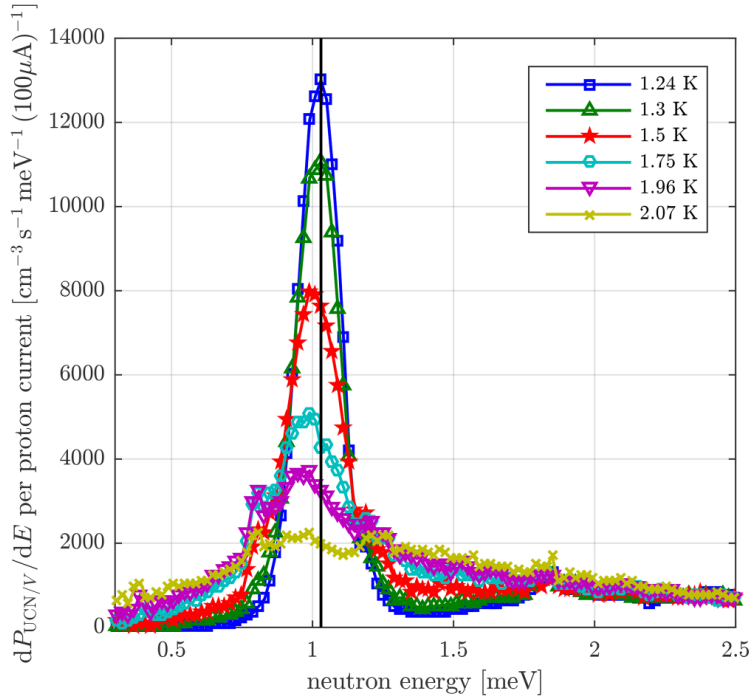 dP_UCN/V/dE per proton current [cm⁻³ s⁻¹ meV⁻¹ (100μA)⁻¹]
14000
12000
10000
8000
6000
4000
2000
0
1.24 K
1.3 K
1.5 K
1.75 K
1.96 K
2.07 K
0.5 1 1.5 2 2.5
neutron energy [meV]